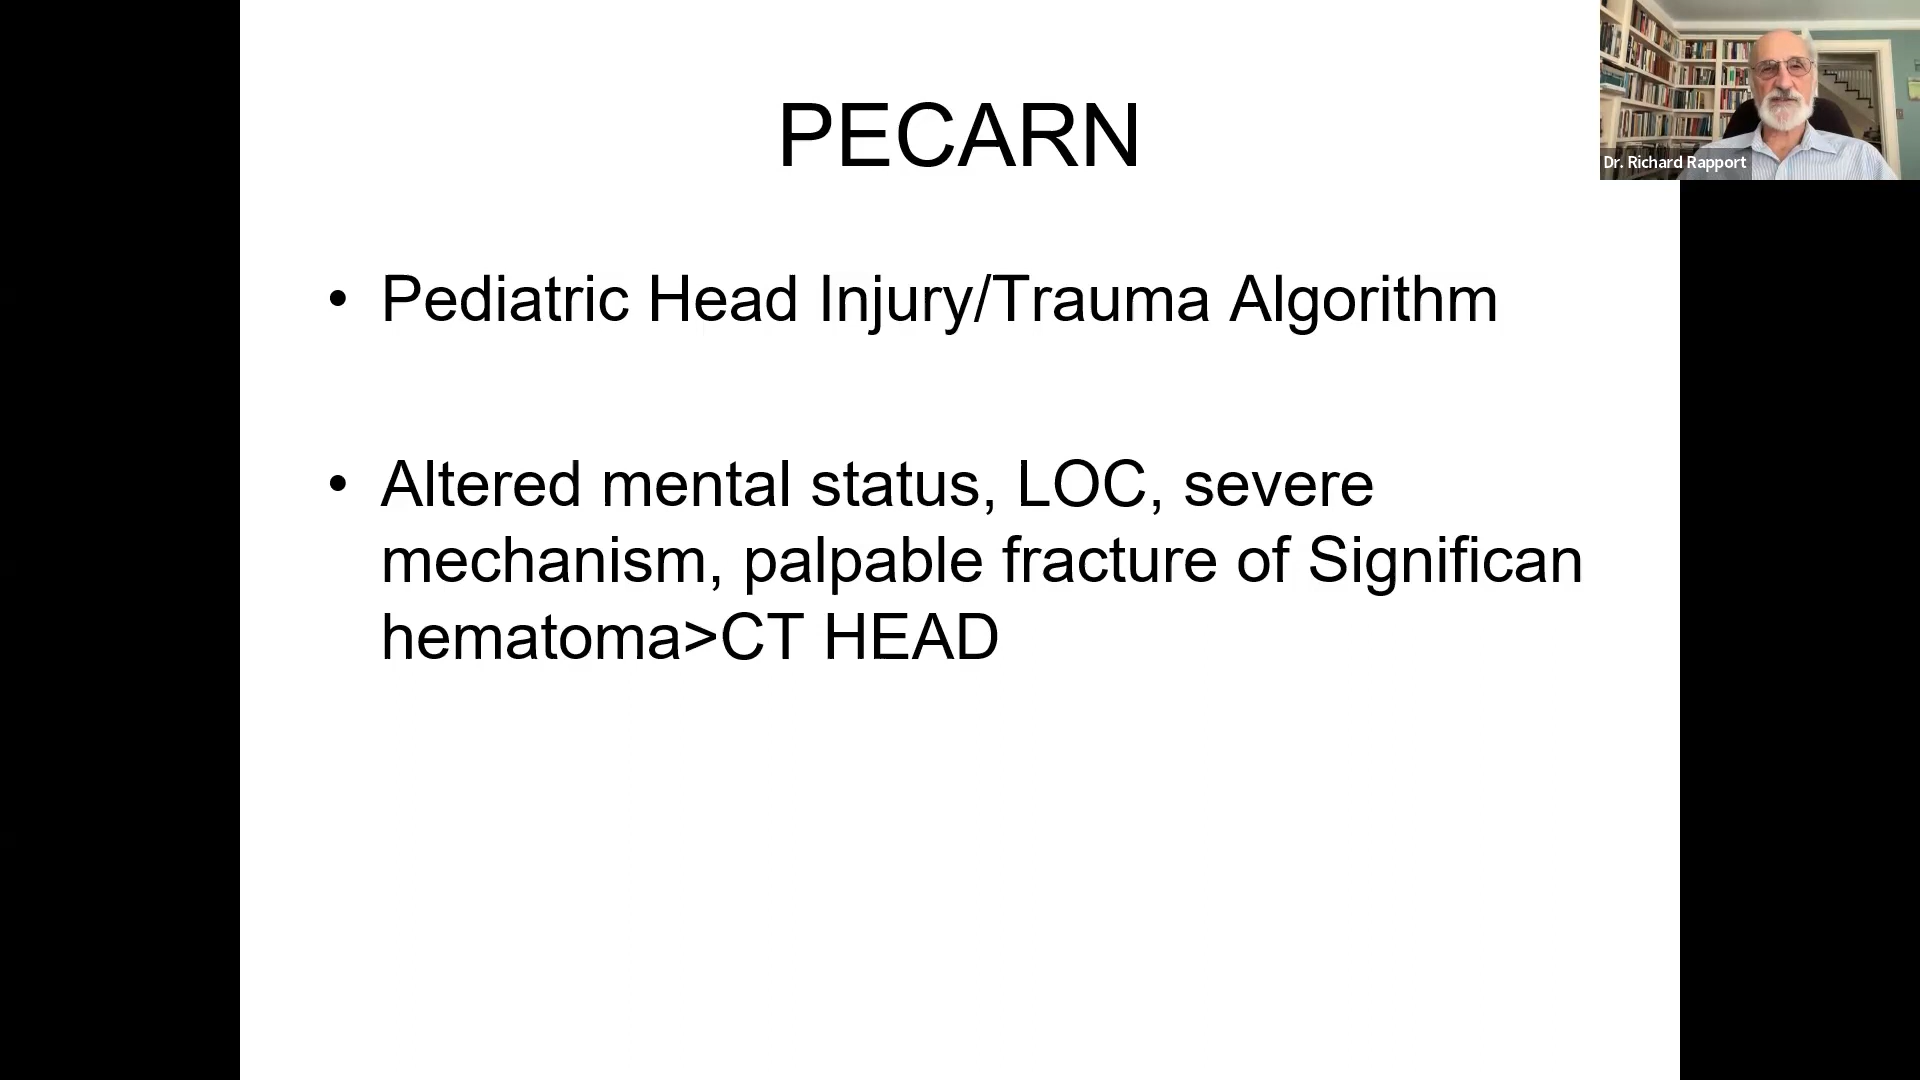 PECARN
Dr. Richard Rapport
• Pediatric Head Injury/Trauma Algorithm
• Altered mental status, LOC, severe
mechanism, palpable fracture of Significan
hematoma>CT HEAD